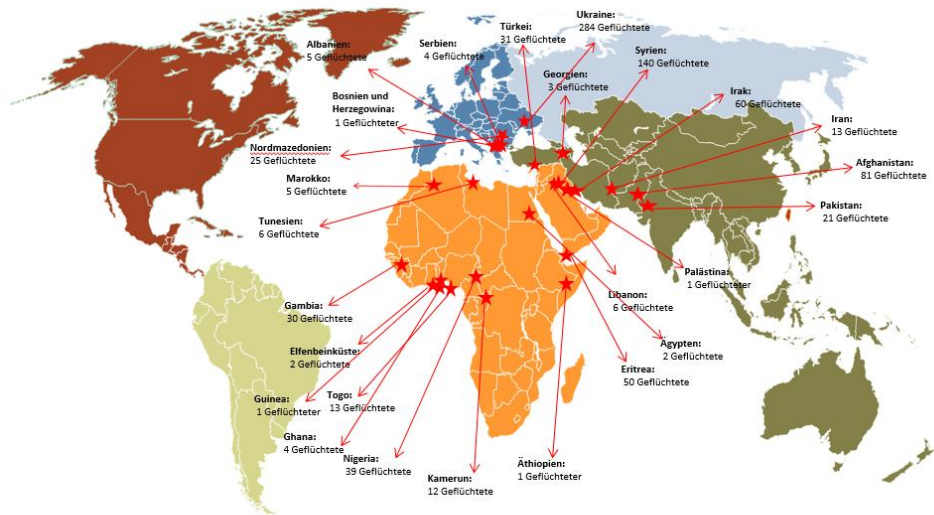 Albanien:
5 Geflüchtete
Serbien:
4 Geflüchtete
Türkei:
31 Geflüchtete
Ukraine:
284 Geflüchtete
Syrien:
140 Geflüchtete
Georgien:
3 Geflüchtete
Irak:
60 Geflüchtete
Bosnien und
Herzegowina:
1 Geflüchteter
Iran:
13 Geflüchtete
Nordmazedonien:
25 Geflüchtete
Afghanistan:
81 Geflüchtete
Marokko:
5 Geflüchtete
Pakistan:
21 Geflüchtete
Tunesien:
6 Geflüchtete
Palästina:
1 Geflüchteter
Gambia:
30 Geflüchtete
Libanon:
6 Geflüchtete
Elfenbeinküste:
2 Geflüchtete
Ägypten:
2 Geflüchtete
Eritrea:
50 Geflüchtete
Guinea:
1 Geflüchteter
Togo:
13 Geflüchtete
Ghana:
4 Geflüchtete
Nigeria:
39 Geflüchtete
Kamerun:
12 Geflüchtete
Äthiopien:
1 Geflüchteter